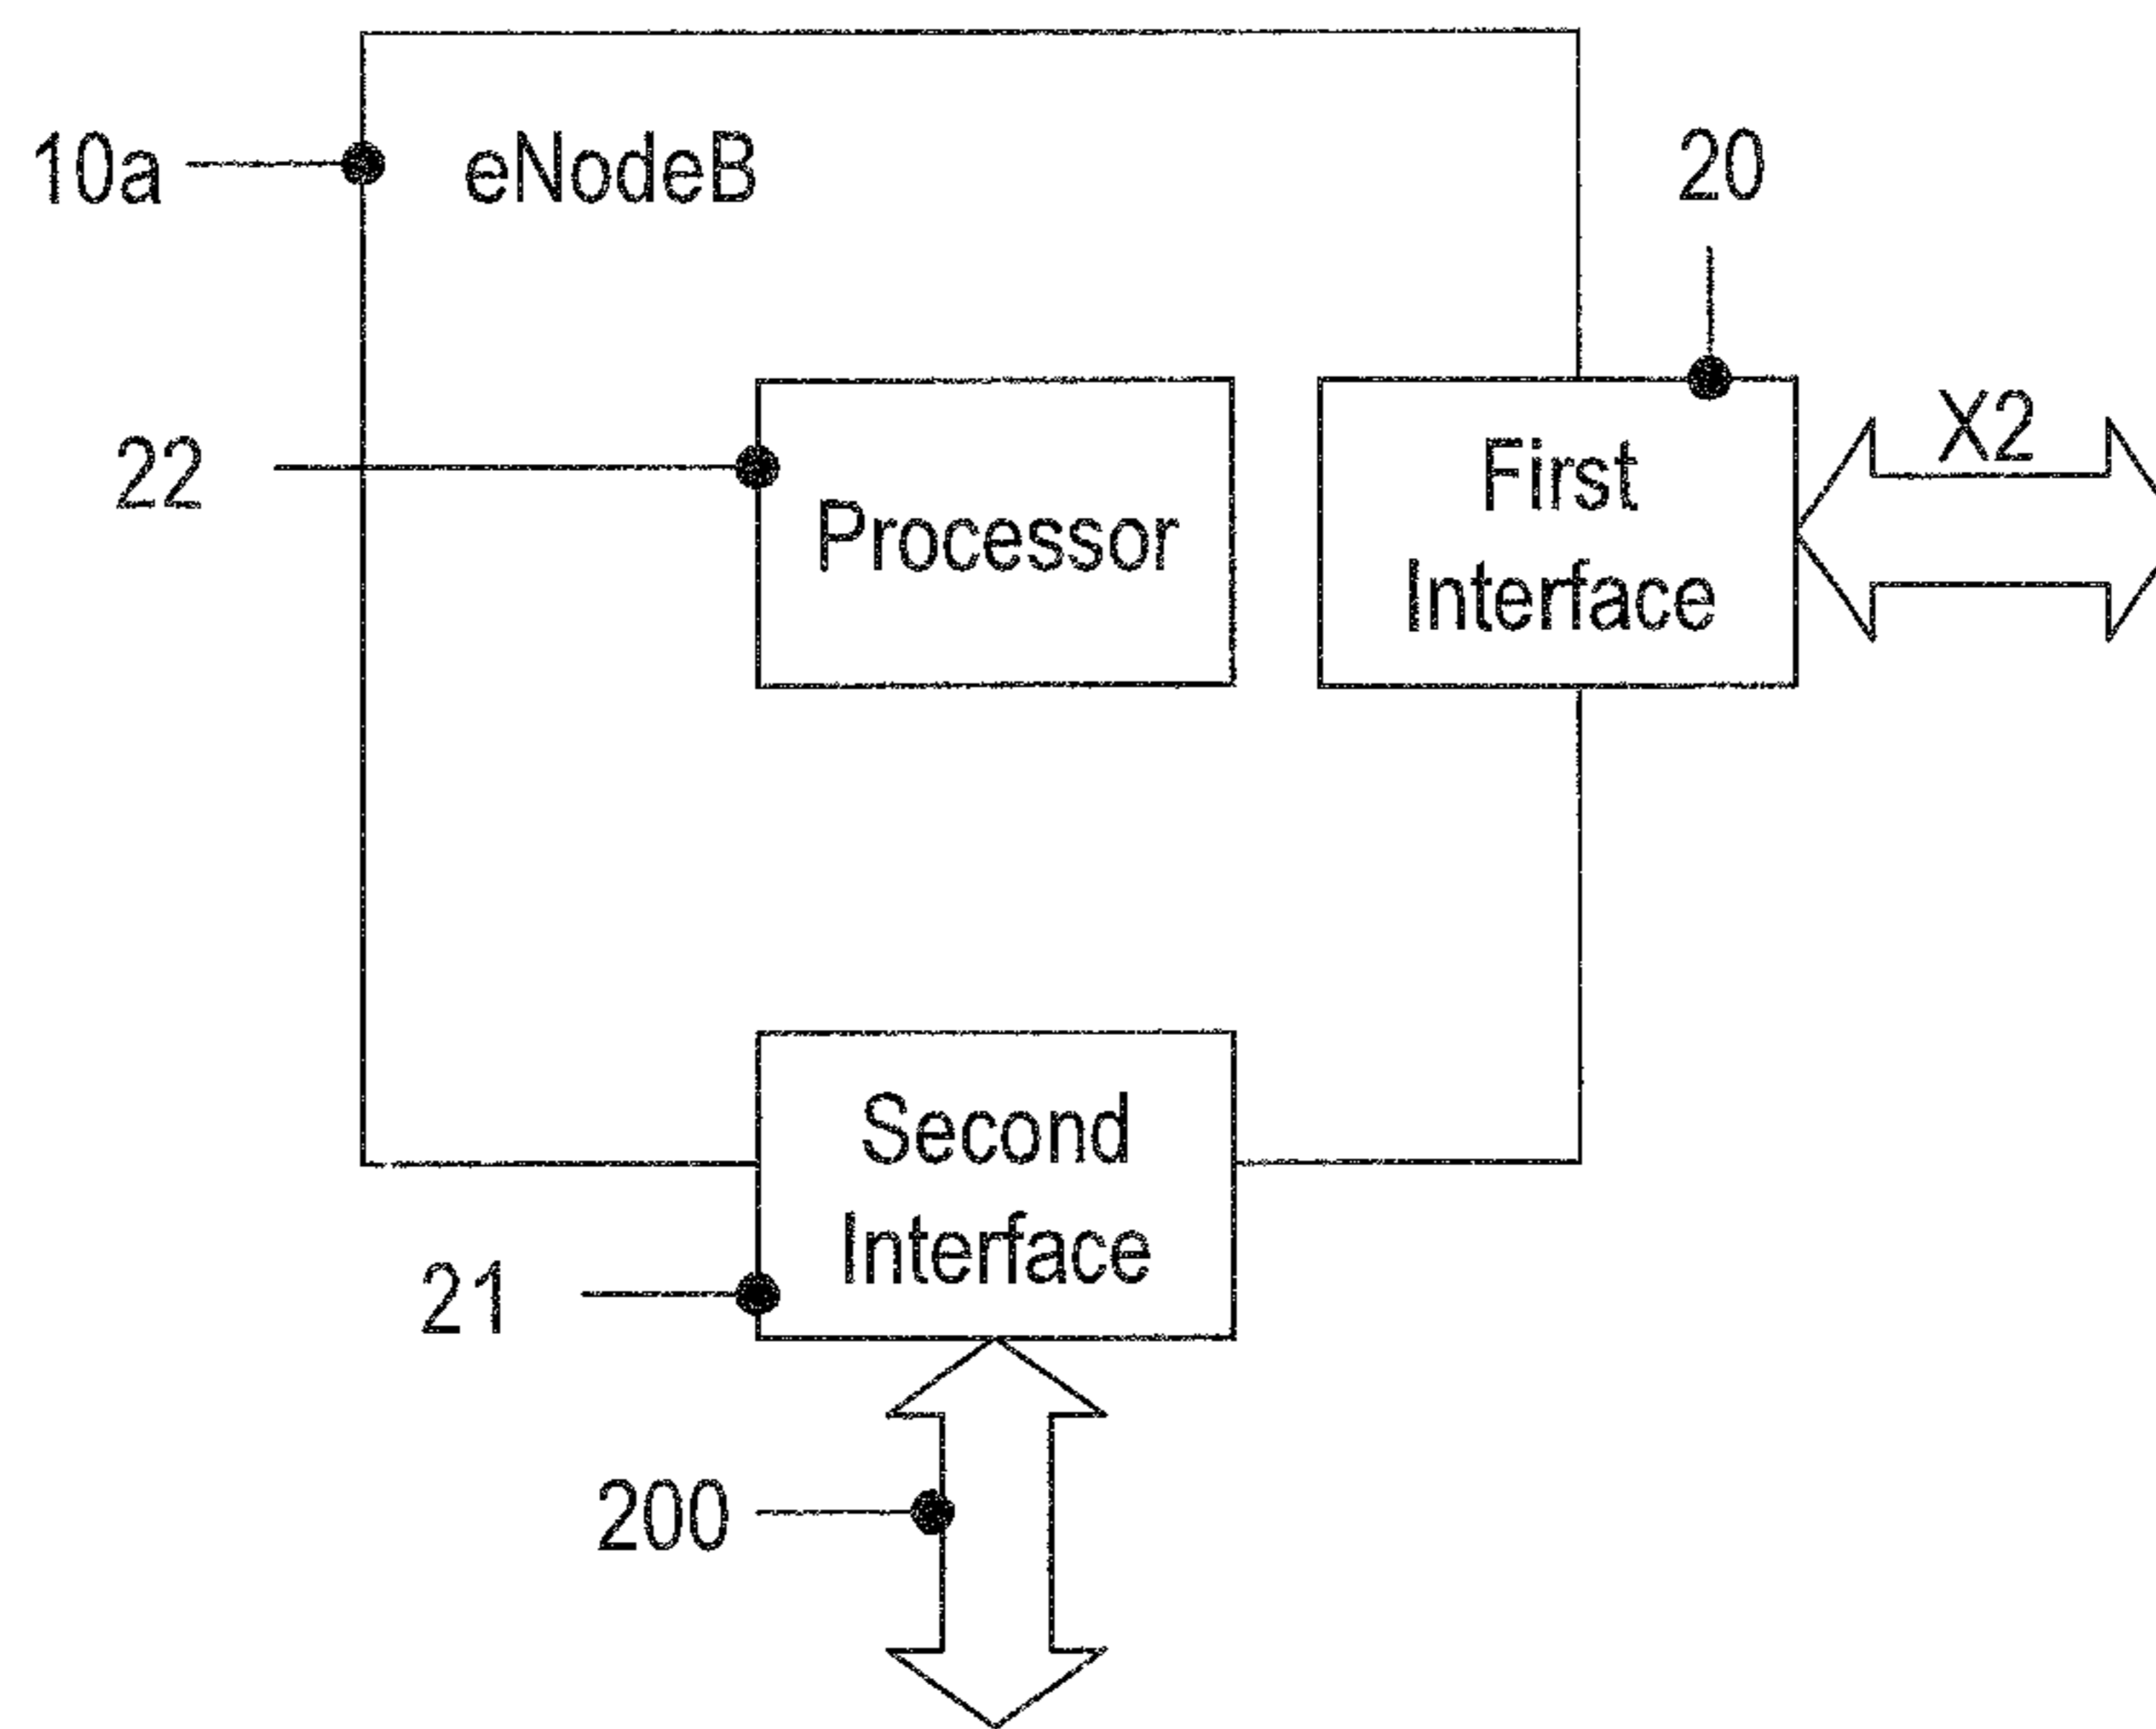 10a
eNodeB
20
22
Processor
First
Interface
X2
Second
Interface
21
200